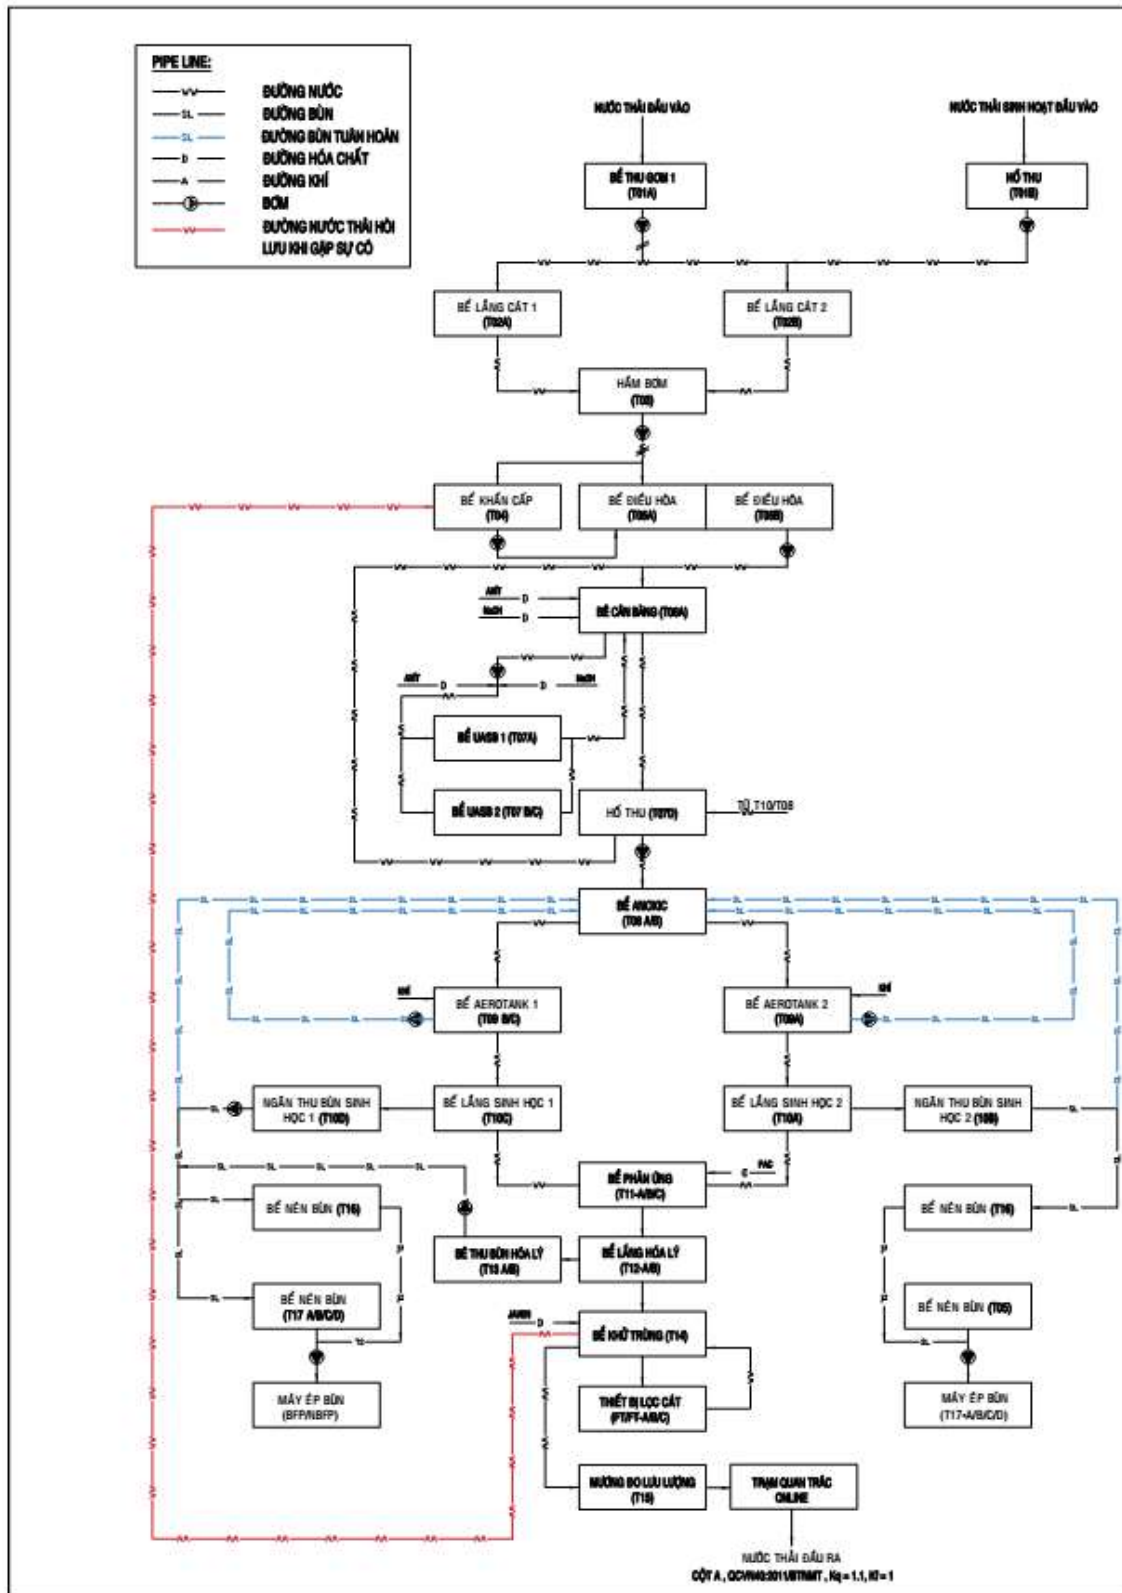 PIPE LINE:
ĐƯỜNG NƯỚC
SL ĐƯỜNG BÙN
SL ĐƯỜNG BÙN TUẦN HOÀN
D ĐƯỜNG HÓA CHẤT
A ĐƯỜNG KHÍ
BƠM
ĐƯỜNG NƯỚC THẢI HỒI
LƯU KHI GẶP SỰ CỐ
NƯỚC THẢI ĐẦU VÀO
NƯỚC THẢI SINH HOẠT ĐẦU VÀO
BỂ THU GOM 1
(T01A)
HỐ THU
(T01B)
BỂ LẮNG CÁT 1
(T02A)
BỂ LẮNG CÁT 2
(T02B)
HẦM BƠM
(T03)
BỂ KHẨN CẤP
(T04)
BỂ ĐIỀU HÒA
(T05A)
BỂ ĐIỀU HÒA
(T05B)
AXÍT D
NaOH D
BỂ CÂN BẰNG (T06A)
AXÍT D
D NaOH
BỂ UASB 1 (T07A)
BỂ UASB 2 (T07 B/C)
HỐ THU (T07D)
TỪ T10/T08
BỂ ANOXIC
(T08 A/B)
KHÍ
BỂ AEROTANK 1
(T09 B/C)
BỂ AEROTANK 2
(T09A)
KHÍ
NGĂN THU BÙN SINH
HỌC 1 (T10D)
BỂ LẮNG SINH HỌC 1
(T10C)
BỂ LẮNG SINH HỌC 2
(T10A)
NGĂN THU BÙN SINH
HỌC 2 (10B)
BỂ PHẢN ỨNG
(T11-A/B/C)
PAC
BỂ NÉN BÙN (T16)
BỂ THU BÙN HÓA LÝ
(T13 A/B)
BỂ LẮNG HÓA LÝ
(T12-A/B)
BỂ NÉN BÙN (T16)
BỂ NÉN BÙN
(T17 A/B/C/D)
JAVEN D
BỂ KHỬ TRÙNG (T14)
BỂ NÉN BÙN (T05)
MÁY ÉP BÙN
(BFP/NBFP)
THIẾT BỊ LỌC CÁT
(FT/FT-A/B/C)
MÁY ÉP BÙN
(T17-A/B/C/D)
MƯƠNG ĐO LƯU LƯỢNG
(T15)
TRẠM QUAN TRẮC
ONLINE
NƯỚC THẢI ĐẦU RA
CỘT A , QCVN40:2011/BTNMT , Kq = 1.1, Kf = 1